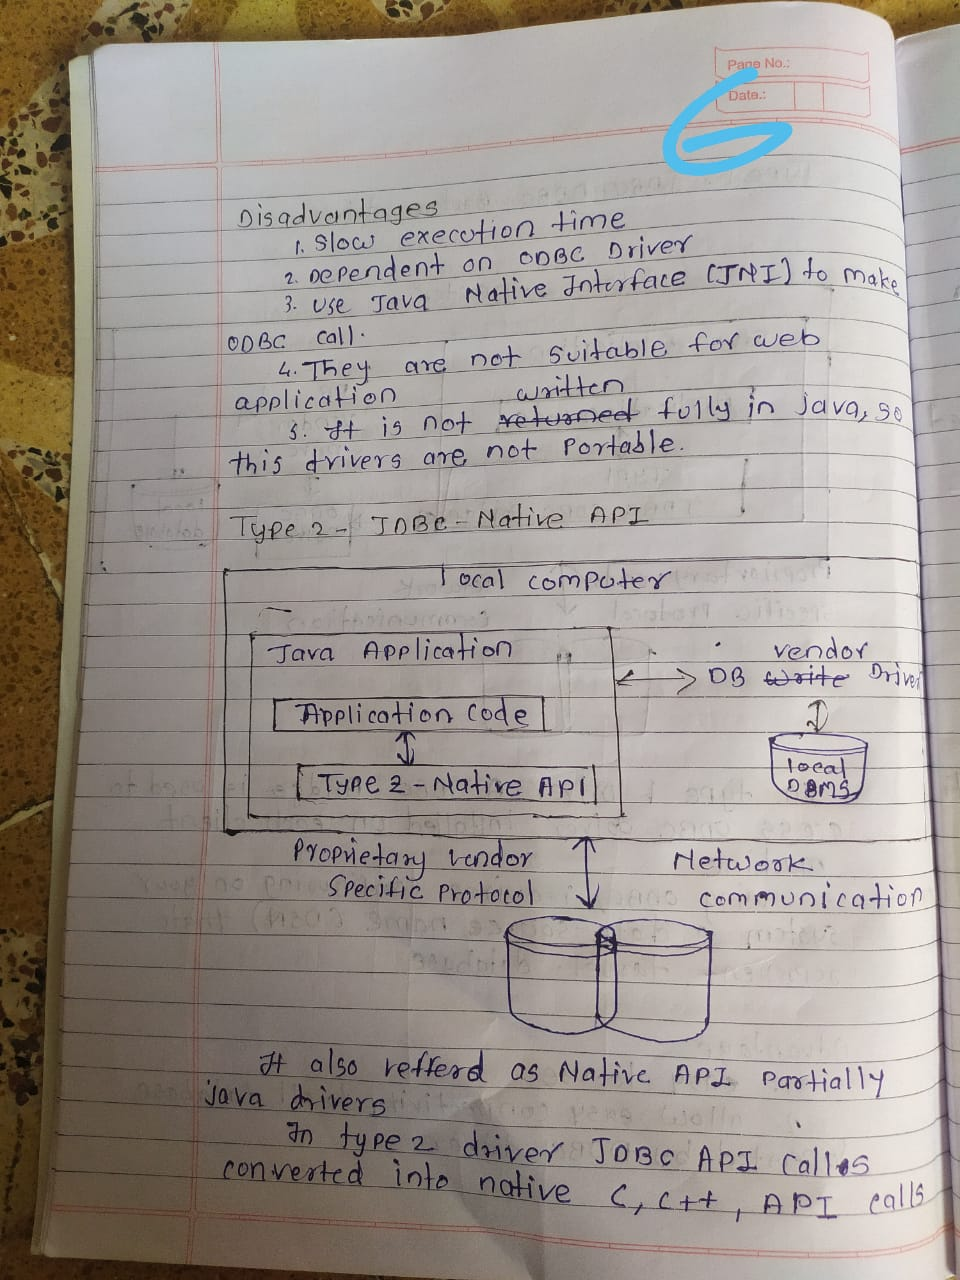 Page No.:
Date.:
6
Disadvantages
1. Slow execution time
2. Dependent on ODBC Driver
3. Use Java Native Interface (JNI) to make
ODBC call.
4. They are not suitable for web
application
written
5. It is not returned fully in java, so
this drivers are not Portable.
Type 2 - JDBC - Native API
local computer
Java Application
vendor
DB write Driver
Application code
local
DBMS
Type 2 - Native API
Proprietary vendor
Specific Protocol
Network
communication
It also refferd as Native API Partially
java drivers
In type 2 driver JDBC API calls
converted into native C, C++, API calls